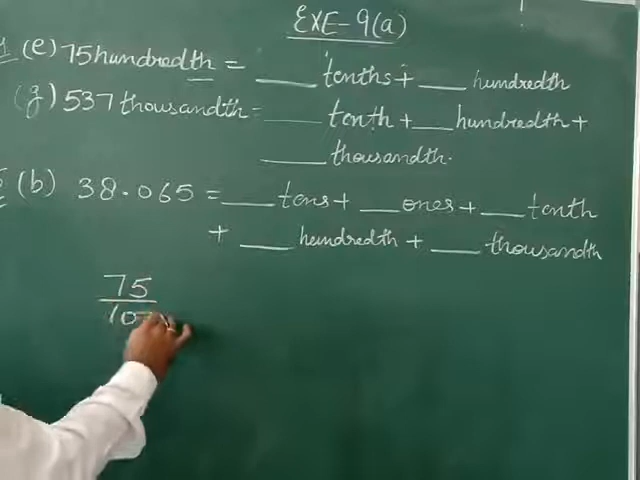 EXE-9(a)
(e) 75 hundredth = ____ tenths + ____ hundredth
(g) 537 thousandth = ____ tenth + ____ hundredth +
____ thousandth.
(b) 38.065 = ____ tens + ____ ones + ____ tenth
+ ____ hundredth + ____ thousandth
75
10